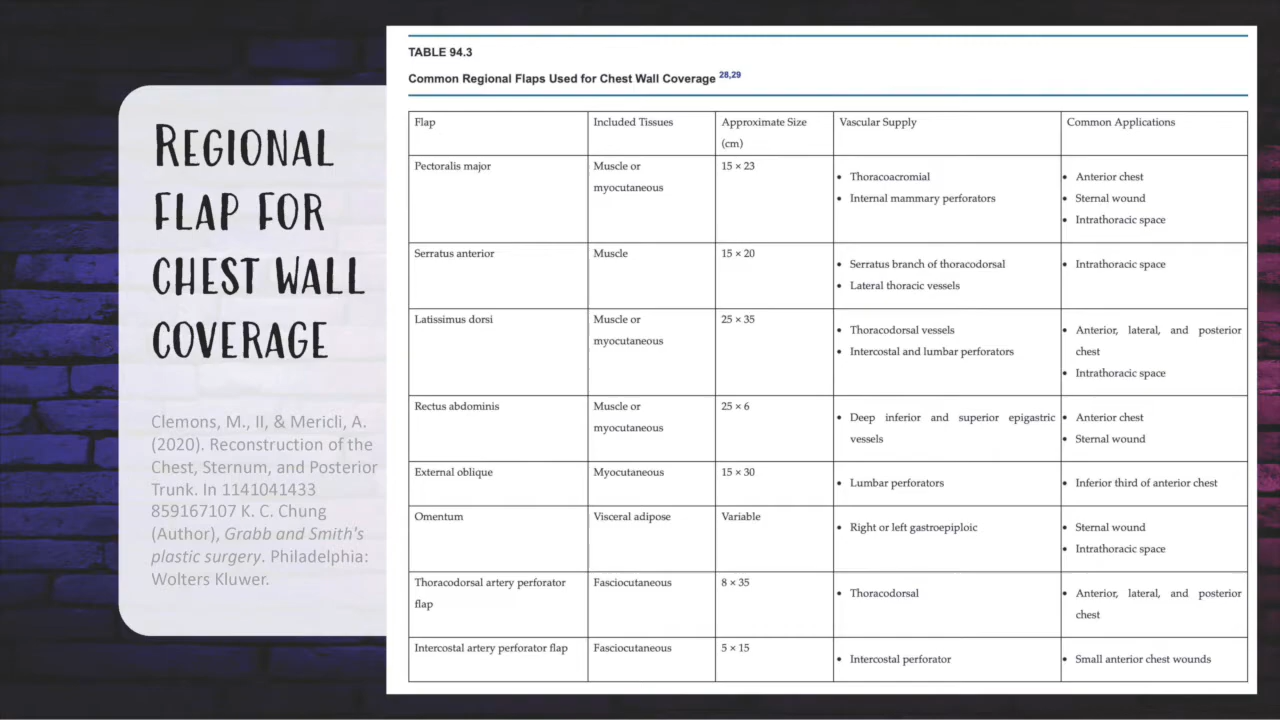 REGIONAL
FLAP FOR
CHEST WALL
COVERAGE
Clemons, M., II, & Mericli, A.
(2020). Reconstruction of the
Chest, Sternum, and Posterior
Trunk. In 1141041433
859167107 K. C. Chung
(Author), Grabb and Smith's
plastic surgery. Philadelphia:
Wolters Kluwer.
TABLE 94.3
Common Regional Flaps Used for Chest Wall Coverage 28,29
Flap Included Tissues Approximate Size Vascular Supply Common Applications
(cm)
Pectoralis major Muscle or 15 × 23
myocutaneous
• Thoracoacromial • Anterior chest
• Internal mammary perforators • Sternal wound
• Intrathoracic space
Serratus anterior Muscle 15 × 20
• Serratus branch of thoracodorsal • Intrathoracic space
• Lateral thoracic vessels
Latissimus dorsi Muscle or 25 × 35
myocutaneous
• Thoracodorsal vessels • Anterior, lateral, and posterior
• Intercostal and lumbar perforators chest
• Intrathoracic space
Rectus abdominis Muscle or 25 × 6
myocutaneous
• Deep inferior and superior epigastric • Anterior chest
vessels • Sternal wound
External oblique Myocutaneous 15 × 30
• Lumbar perforators • Inferior third of anterior chest
Omentum Visceral adipose Variable
• Right or left gastroepiploic • Sternal wound
• Intrathoracic space
Thoracodorsal artery perforator Fasciocutaneous 8 × 35
flap
• Thoracodorsal • Anterior, lateral, and posterior
chest
Intercostal artery perforator flap Fasciocutaneous 5 × 15
• Intercostal perforator • Small anterior chest wounds